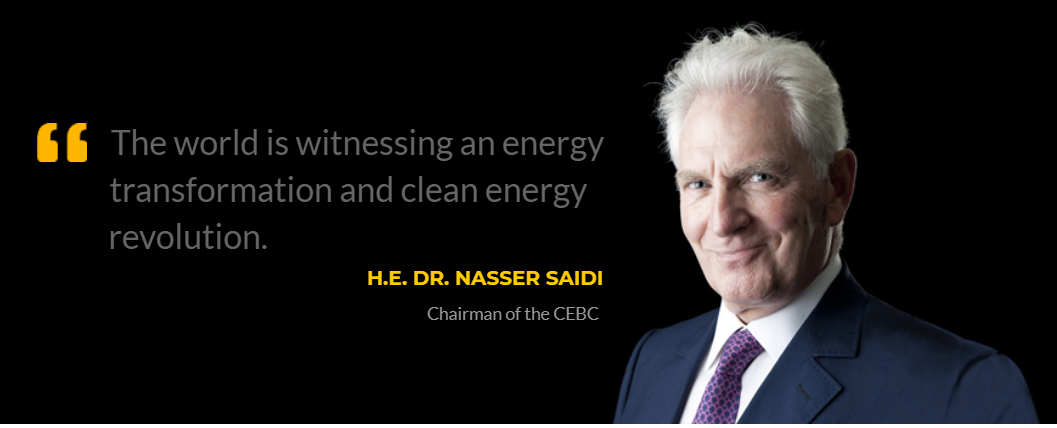 “ The world is witnessing an energy
transformation and clean energy
revolution.
H.E. DR. NASSER SAIDI
Chairman of the CEBC